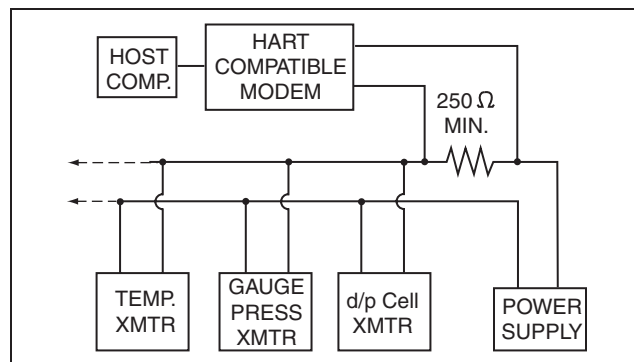 HOST
COMP.
HART
COMPATIBLE
MODEM
250 Ω
MIN.
TEMP.
XMTR
GAUGE
PRESS
XMTR
d/p Cell
XMTR
POWER
SUPPLY